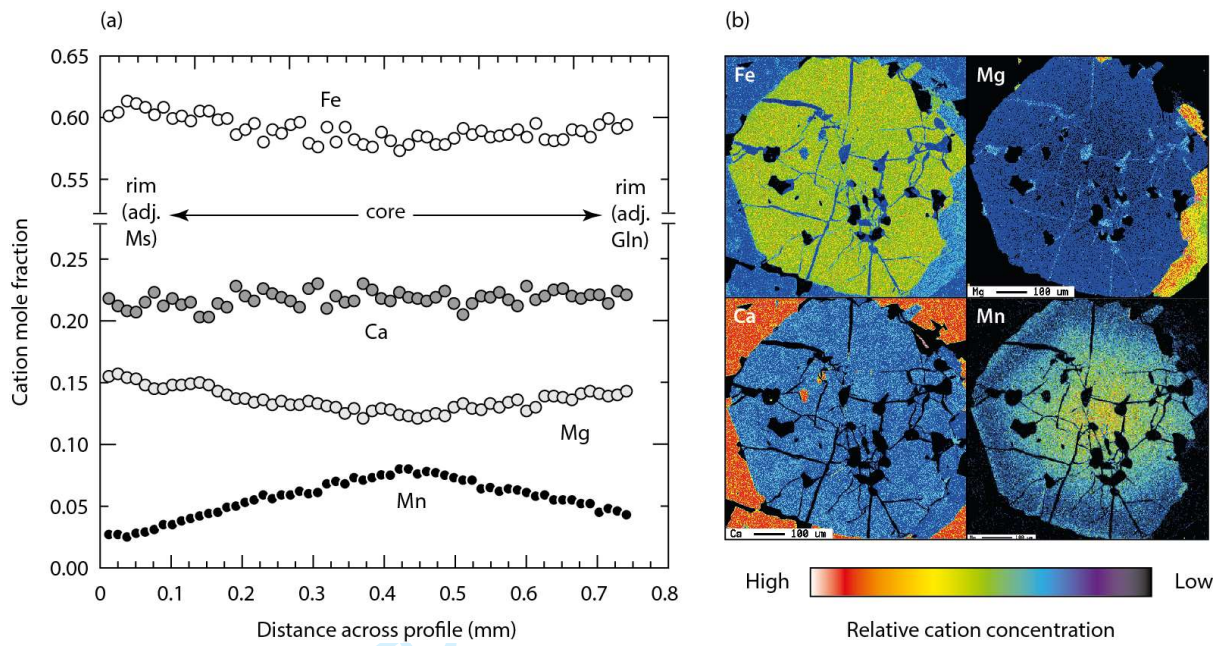 (a)
0.65
0.60
0.55
0.25
0.20
0.15
0.10
0.05
0.00
Cation mole fraction
Fe
rim
(adj.
Ms)
core
rim
(adj.
Gln)
Ca
Mg
Mn
0 0.1 0.2 0.3 0.4 0.5 0.6 0.7 0.8
Distance across profile (mm)
(b)
Fe
Mg
Mg 100 um
Ca
Ca 100 um
Mn
High Low
Relative cation concentration